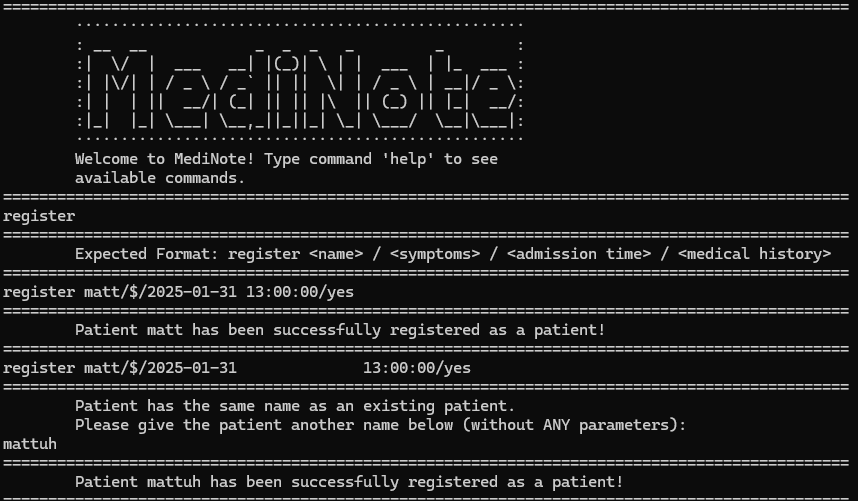 ==============================================================================================
MediNote
Welcome to MediNote! Type command 'help' to see
available commands.
==============================================================================================
register
==============================================================================================
Expected Format: register <name> / <symptoms> / <admission time> / <medical history>
==============================================================================================
register matt/$/2025-01-31 13:00:00/yes
==============================================================================================
Patient matt has been successfully registered as a patient!
==============================================================================================
register matt/$/2025-01-31              13:00:00/yes
==============================================================================================
Patient has the same name as an existing patient.
Please give the patient another name below (without ANY parameters):
mattuh
==============================================================================================
Patient mattuh has been successfully registered as a patient!
==============================================================================================